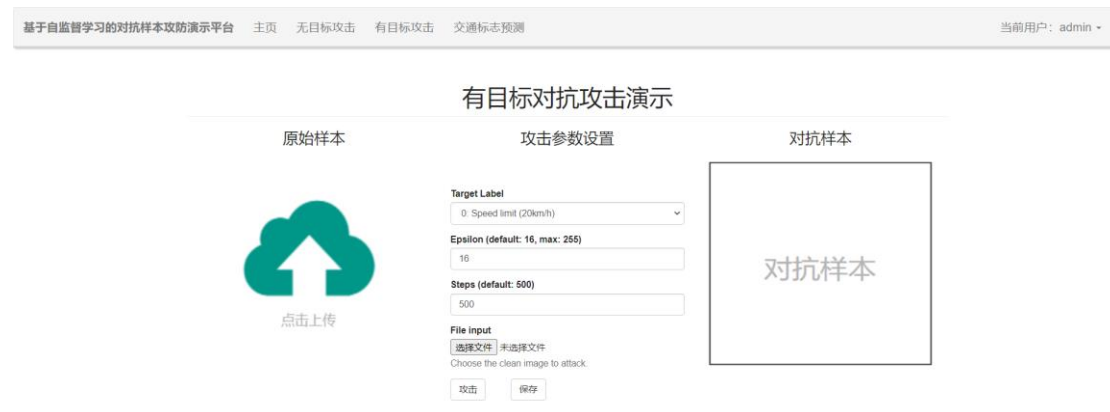 基于自监督学习的对抗样本攻防演示平台 主页 无目标攻击 有目标攻击 交通标志预测 当前用户：admin
有目标对抗攻击演示
原始样本 攻击参数设置 对抗样本
Target Label
0: Speed limit (20km/h)
Epsilon (default: 16, max: 255)
16
对抗样本
Steps (default: 500)
500
点击上传
File input
选择文件 未选择文件
Choose the clean image to attack.
攻击 保存